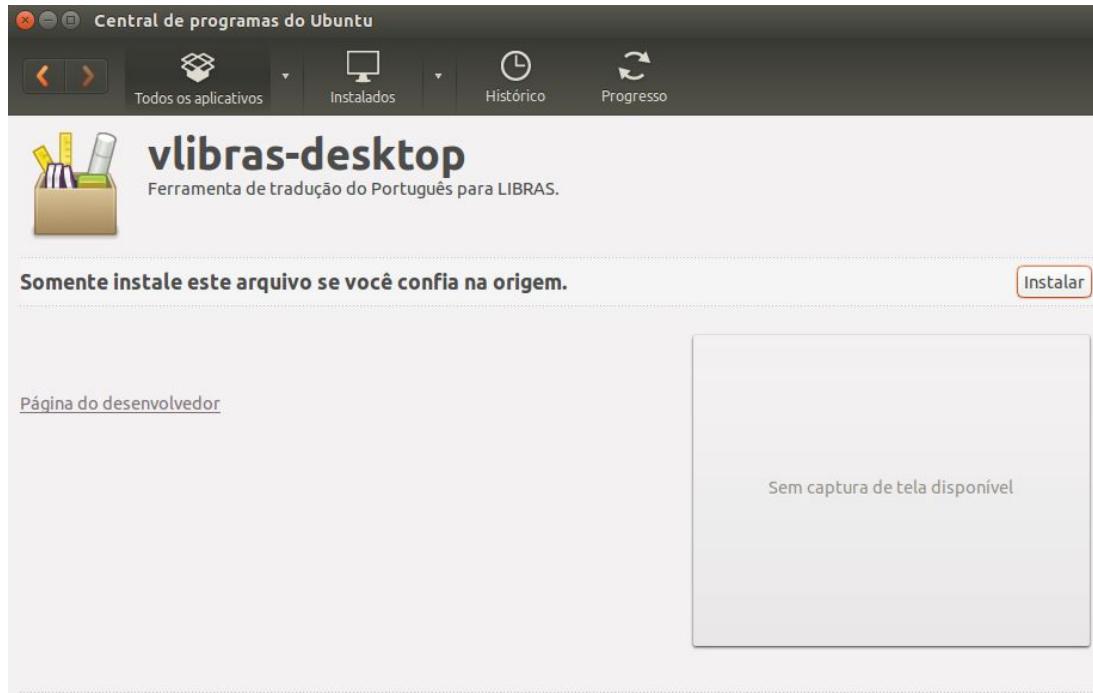 Central de programas do Ubuntu
Todos os aplicativos
Instalados
Histórico
Progresso
vlibras-desktop
Ferramenta de tradução do Português para LIBRAS.
Somente instale este arquivo se você confia na origem.
Instalar
Página do desenvolvedor
Sem captura de tela disponível